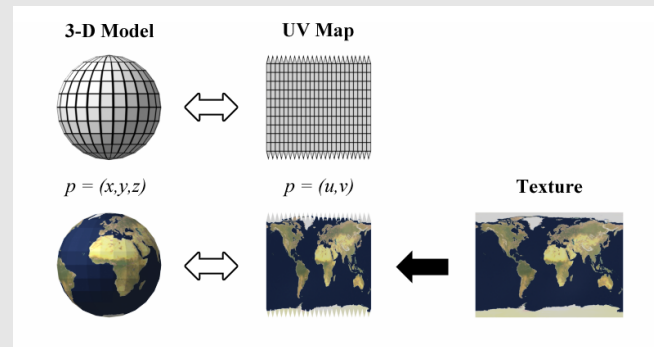 3-D Model
UV Map
p = (x,y,z)
p = (u,v)
Texture